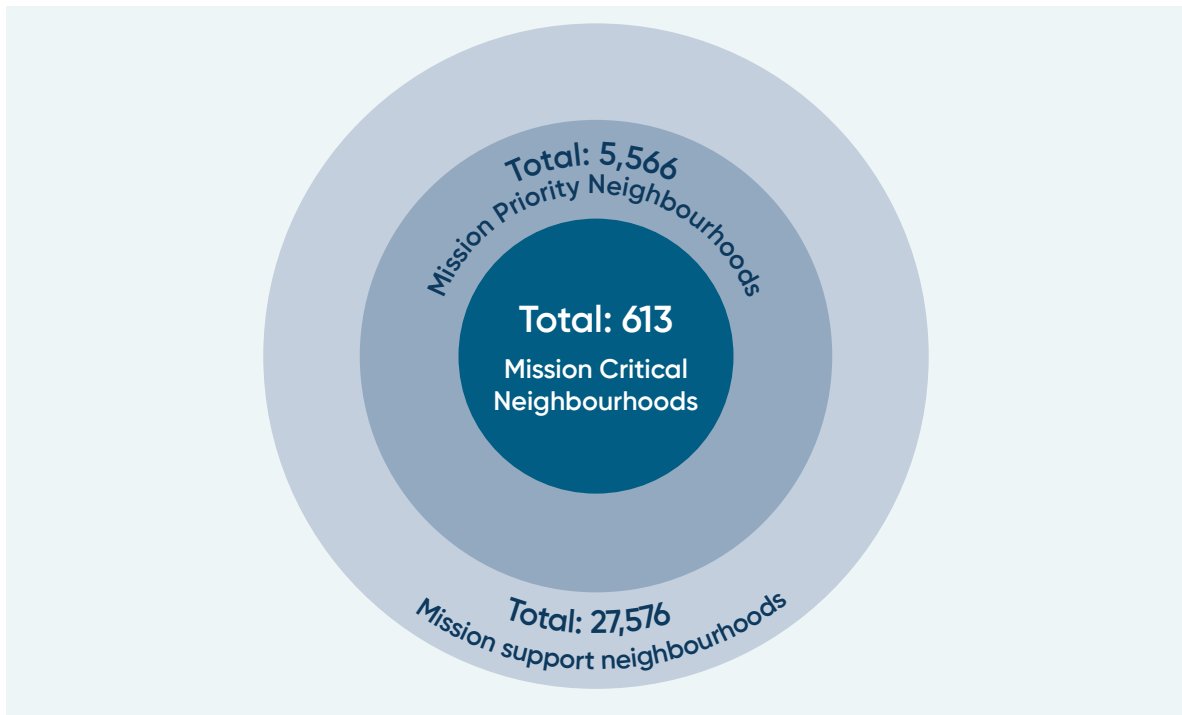 Total: 5,566
Mission Priority Neighbourhoods
Total: 613
Mission Critical
Neighbourhoods
Total: 27,576
Mission support neighbourhoods